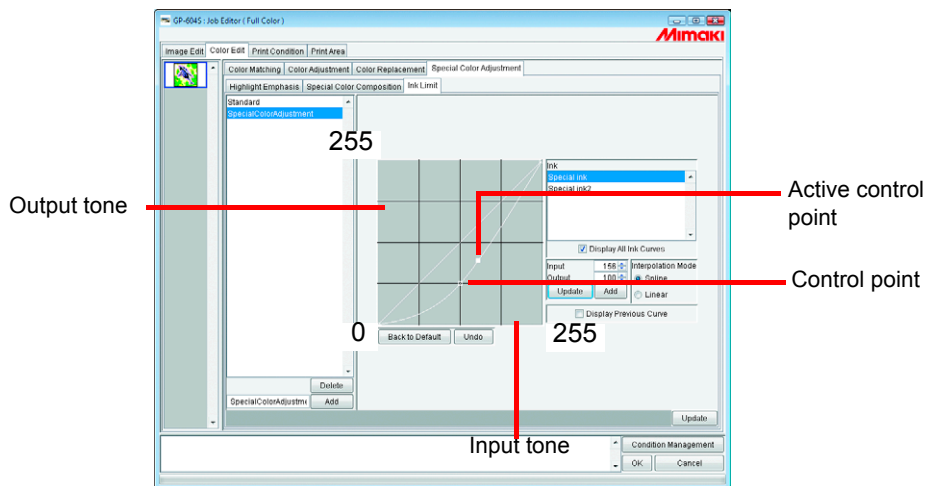 GP-604S : Job Editor ( Full Color )
Mimaki
Image Edit Color Edit Print Condition Print Area
Color Matching Color Adjustment Color Replacement Special Color Adjustment
Highlight Emphasis Special Color Composition Ink Limit
Standard
SpecialColorAdjustment
255
Ink
Special ink
Special ink2
Output tone
Active control
point
Display All Ink Curves
Input 156 Interpolation Mode
Output 100 Spline
Update Add Linear
Control point
Display Previous Curve
0
255
Back to Default Undo
Delete
SpecialColorAdjustme Add
Update
Input tone
Condition Management
OK Cancel